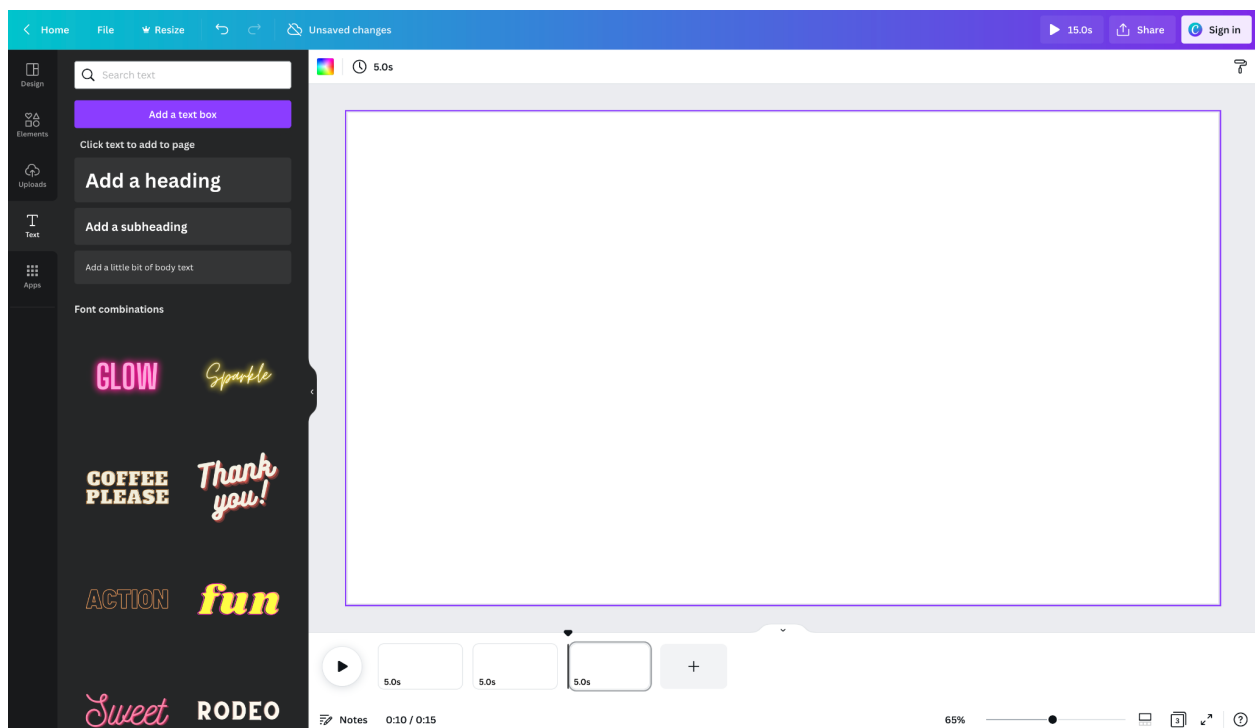 Home File Resize Unsaved changes 15.0s Share Sign in
Design
Elements
Uploads
Text
Apps
Search text
Add a text box
Click text to add to page
Add a heading
Add a subheading
Add a little bit of body text
Font combinations
GLOW Sparkle
COFFEE
PLEASE
Thank
you!
ACTION fun
Sweet RODEO
5.0s
5.0s 5.0s 5.0s
Notes 0:10 / 0:15 65% 3